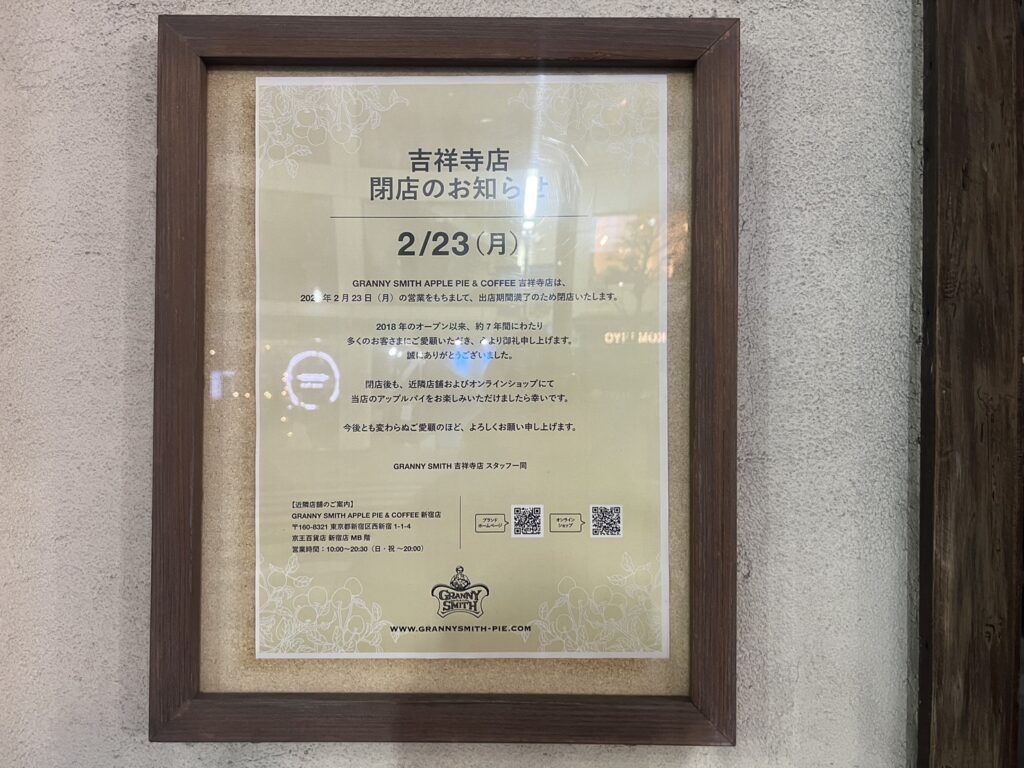 吉祥寺店
閉店のお知らせ
2/23(月)
GRANNY SMITH APPLE PIE & COFFEE 吉祥寺店は、
年2月23日(月)の営業をもちまして、出店期間満了のため閉店いたします。
2018年のオープン以来、約7年間にわたり
多くのお客さまにご愛顧いただき、心より御礼申し上げます。
誠にありがとうございました。
閉店後も、近隣店舗およびオンラインショップにて
当店のアップルパイをお楽しみいただけましたら幸いです。
今後とも変わらぬご愛顧のほど、よろしくお願い申し上げます。
GRANNY SMITH 吉祥寺店 スタッフ一同
【近隣店舗のご案内】
GRANNY SMITH APPLE PIE & COFFEE 新宿店
〒160-8321 東京都新宿区西新宿 1-1-4
京王百貨店 新宿店 MB階
営業時間:10:00〜20:30(日・祝 〜20:00)
ブランド
ホームページ
オンライン
ショップ
GRANNY
SMITH
WWW.GRANNYSMITH-PIE.COM